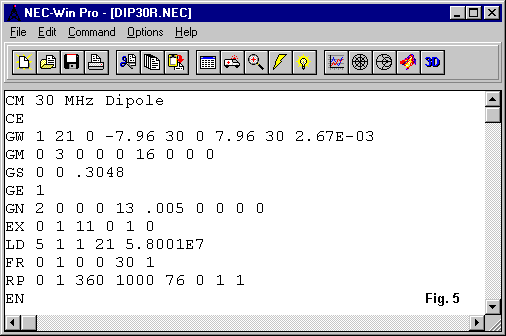 NEC-Win Pro - [DIP30R.NEC]
File Edit Command Options Help
3D
CM 30 MHz Dipole
CE
GW 1 21 0 -7.96 30 0 7.96 30 2.67E-03
GM 0 3 0 0 0 16 0 0 0
GS 0 0 .3048
GE 1
GN 2 0 0 0 13 .005 0 0 0 0
EX 0 1 11 0 1 0
LD 5 1 1 21 5.8001E7
FR 0 1 0 0 30 1
RP 0 1 360 1000 76 0 1 1
EN
Fig. 5